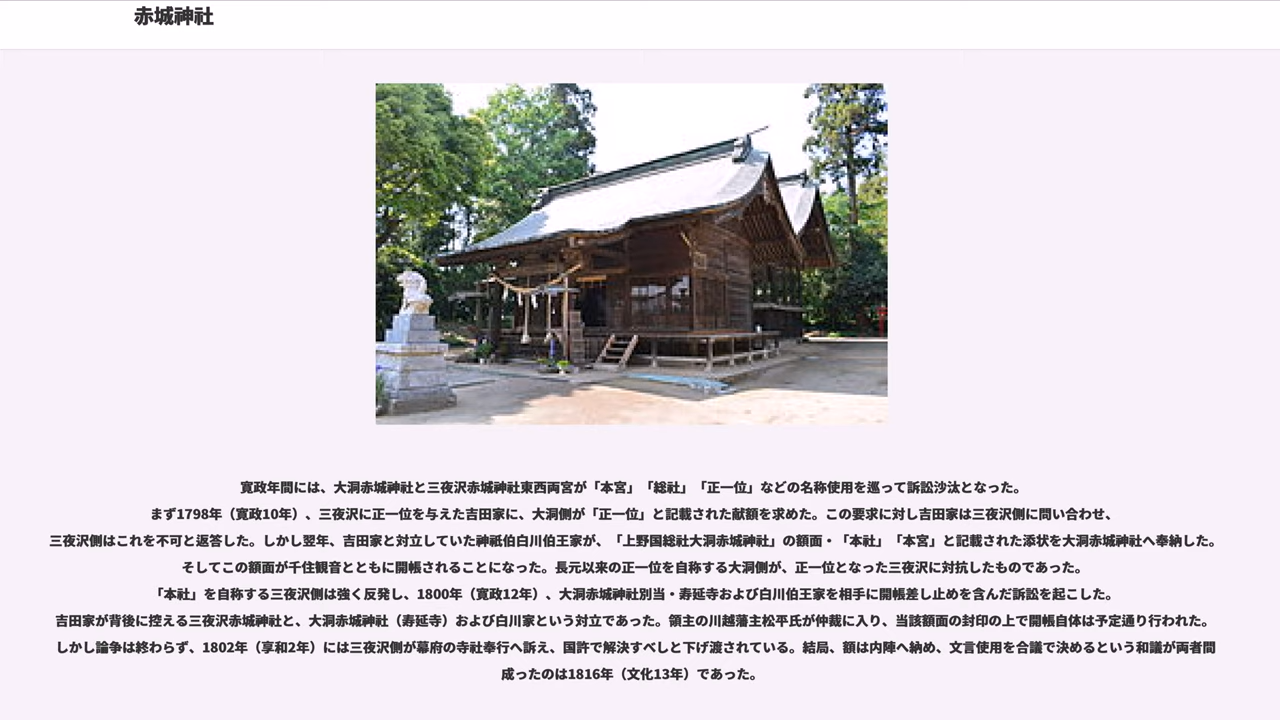 赤城神社
寛政年間には、大洞赤城神社と三夜沢赤城神社東西両宮が「本宮」「総社」「正一位」などの名称使用を巡って訴訟沙汰となった。
まず1798年（寛政10年）、三夜沢に正一位を与えた吉田家に、大洞側が「正一位」と記載された献額を求めた。この要求に対し吉田家は三夜沢側に問い合わせ、
三夜沢側はこれを不可と返答した。しかし翌年、吉田家と対立していた神祇伯白川伯王家が、「上野国総社大洞赤城神社」の額面・「本社」「本宮」と記載された添状を大洞赤城神社へ奉納した。
そしてこの額面が千住観音とともに開帳されることになった。長元以来の正一位を自称する大洞側が、正一位となった三夜沢に対抗したものであった。
「本社」を自称する三夜沢側は強く反発し、1800年（寛政12年）、大洞赤城神社別当・寿延寺および白川伯王家を相手に開帳差し止めを含んだ訴訟を起こした。
吉田家が背後に控える三夜沢赤城神社と、大洞赤城神社（寿延寺）および白川家という対立であった。領主の川越藩主松平氏が仲裁に入り、当該額面の封印の上で開帳自体は予定通り行われた。
しかし論争は終わらず、1802年（享和2年）には三夜沢側が幕府の寺社奉行へ訴え、国許で解決すべしと下げ渡されている。結局、額は内陣へ納め、文言使用を合議で決めるという和議が両者間
成ったのは1816年（文化13年）であった。